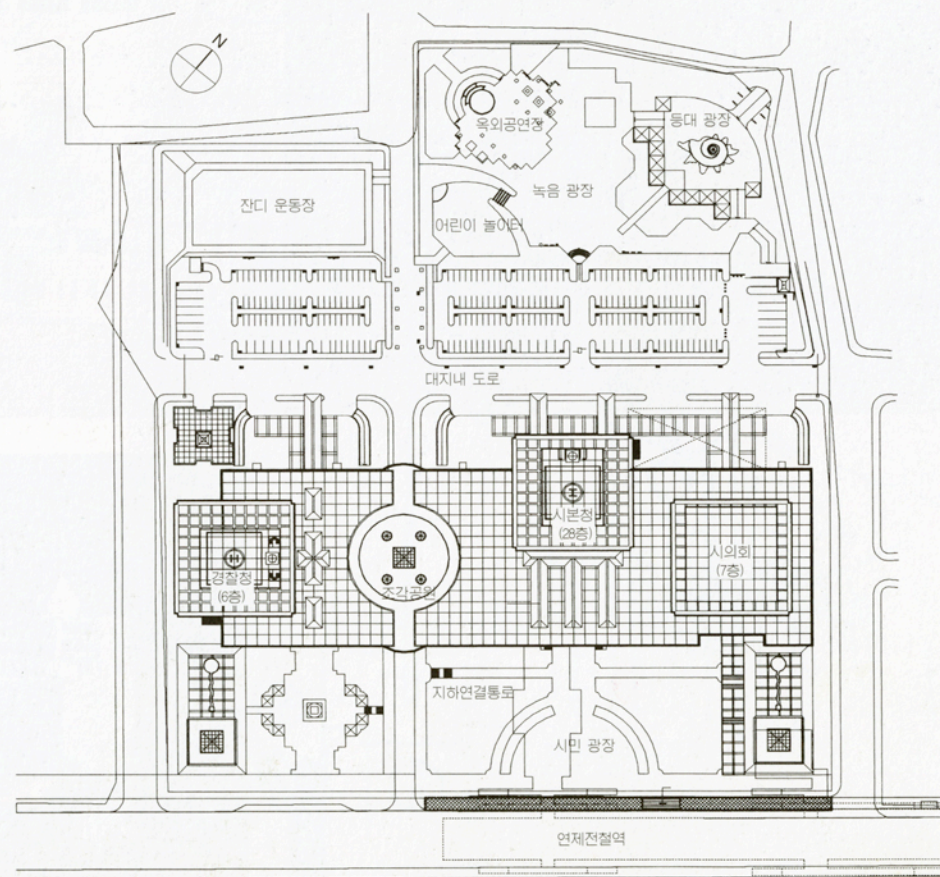 N
옥외공연장
등대 광장
잔디 운동장
녹음 광장
어린이 놀이터
대지내 도로
시본청
(28층)
시의회
(7층)
경찰청
(6층)
조각공원
지하연결통로
시민 광장
연제전철역